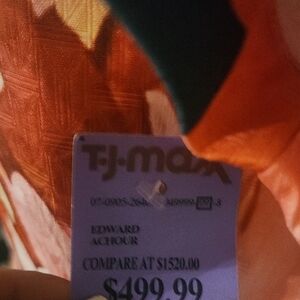 T.J.maxx
EDWARD
ACHOUR
COMPARE AT $1520.00
$499.99